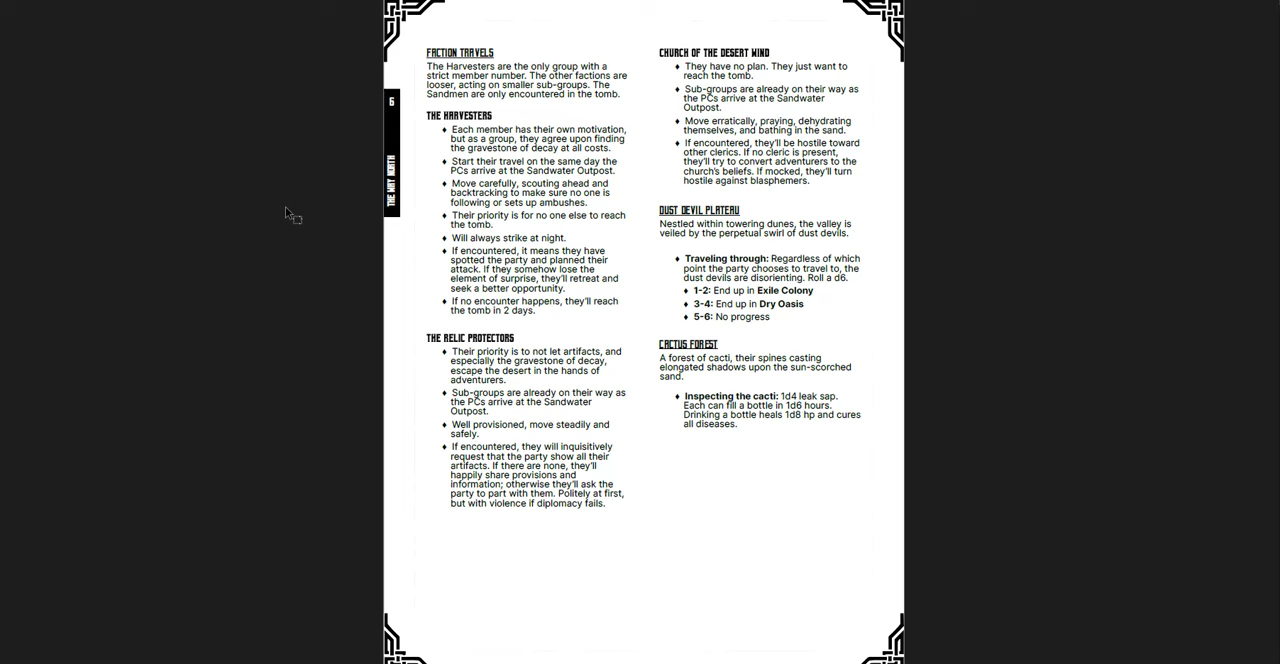 6
THE WAY NORTH
FACTION TRAVELS
The Harvesters are the only group with a
strict member number. The other factions are
looser, acting on smaller sub-groups. The
Sandmen are only encountered in the tomb.
THE HARVESTERS
♦ Each member has their own motivation,
but as a group, they agree upon finding
the gravestone of decay at all costs.
♦ Start their travel on the same day the
PCs arrive at the Sandwater Outpost.
♦ Move carefully, scouting ahead and
backtracking to make sure no one is
following or sets up ambushes.
♦ Their priority is for no one else to reach
the tomb.
♦ Will always strike at night.
♦ If encountered, it means they have
spotted the party and planned their
attack. If they somehow lose the
element of surprise, they'll retreat and
seek a better opportunity.
♦ If no encounter happens, they'll reach
the tomb in 2 days.
THE RELIC PROTECTORS
♦ Their priority is to not let artifacts, and
especially the gravestone of decay,
escape the desert in the hands of
adventurers.
♦ Sub-groups are already on their way as
the PCs arrive at the Sandwater
Outpost.
♦ Well provisioned, move steadily and
safely.
♦ If encountered, they will inquisitively
request that the party show all their
artifacts. If there are none, they'll
happily share provisions and
information; otherwise they'll ask the
party to part with them. Politely at first,
but with violence if diplomacy fails.
CHURCH OF THE DESERT WIND
♦ They have no plan. They just want to
reach the tomb.
♦ Sub-groups are already on their way as
the PCs arrive at the Sandwater
Outpost.
♦ Move erratically, praying, dehydrating
themselves, and bathing in the sand.
♦ If encountered, they'll be hostile toward
other clerics. If no cleric is present,
they'll try to convert adventurers to the
church's beliefs. If mocked, they'll turn
hostile against blasphemers.
DUST DEVIL PLATEAU
Nestled within towering dunes, the valley is
veiled by the perpetual swirl of dust devils.
♦ Traveling through: Regardless of which
point the party chooses to travel to, the
dust devils are disorienting. Roll a d6.
♦ 1-2: End up in Exile Colony
♦ 3-4: End up in Dry Oasis
♦ 5-6: No progress
CACTUS FOREST
A forest of cacti, their spines casting
elongated shadows upon the sun-scorched
sand.
♦ Inspecting the cacti: 1d4 leak sap.
Each can fill a bottle in 1d6 hours.
Drinking a bottle heals 1d8 hp and cures
all diseases.